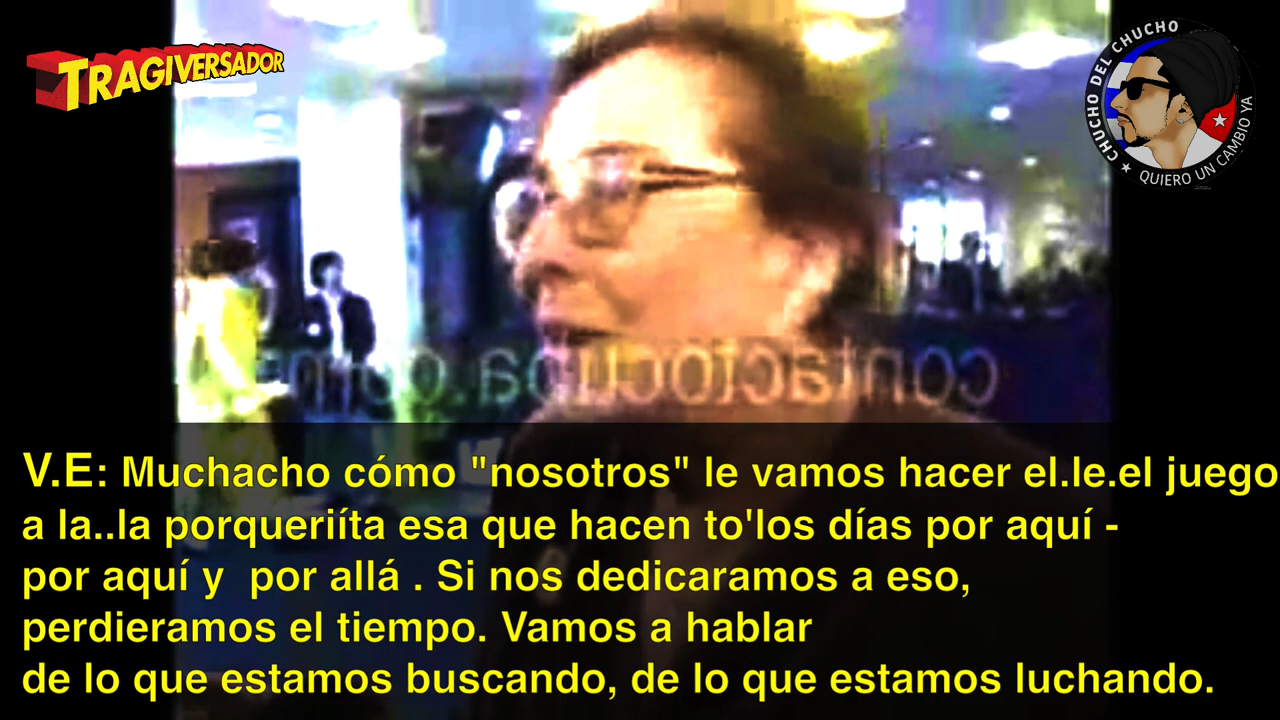 TRAGIVERSADOR
CHUCHO DEL CHUCHO
★ QUIERO UN CAMBIO YA
contactocuba.com
V.E: Muchacho cómo "nosotros" le vamos hacer el.le.el juego
a la..la porqueriíta esa que hacen to'los días por aquí -
por aquí y por allá . Si nos dedicaramos a eso,
perdieramos el tiempo. Vamos a hablar
de lo que estamos buscando, de lo que estamos luchando.